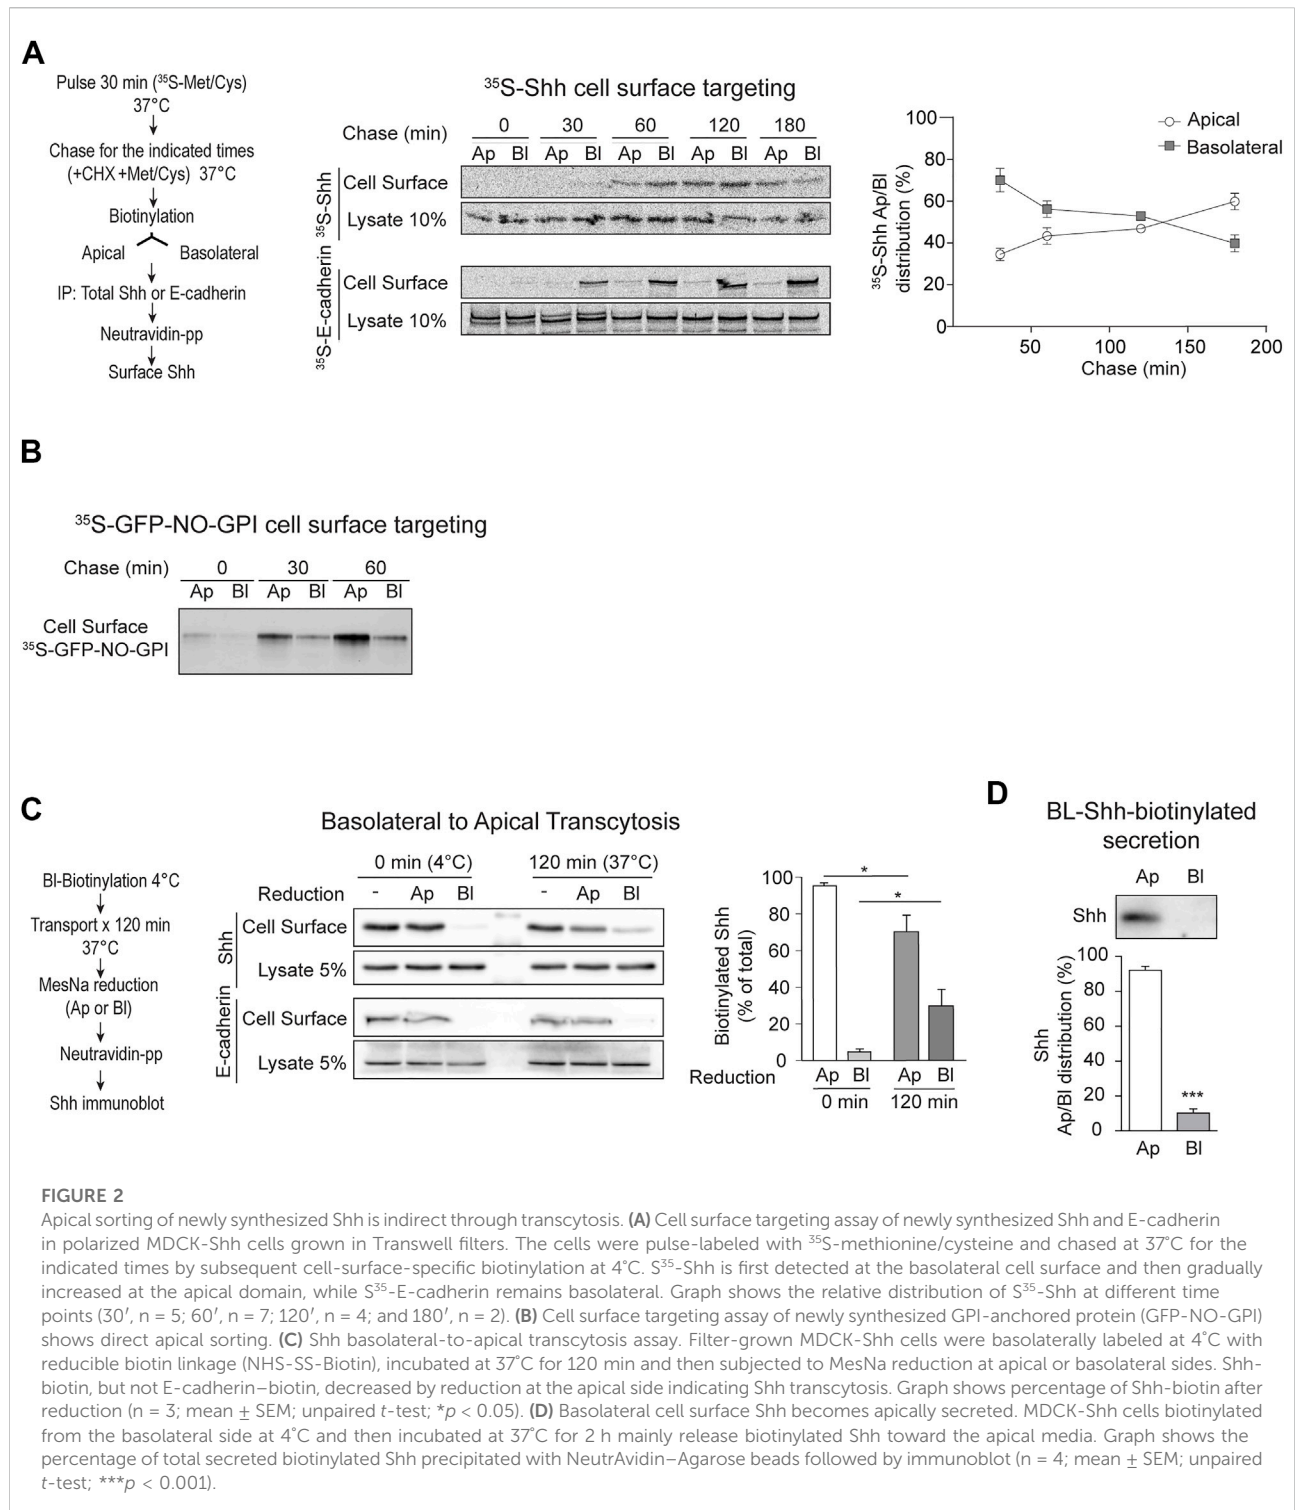 A
Pulse 30 min (³⁵S-Met/Cys)
37°C
Chase for the indicated times
(+CHX +Met/Cys) 37°C
Biotinylation
Apical Basolateral
IP: Total Shh or E-cadherin
Neutravidin-pp
Surface Shh
³⁵S-Shh cell surface targeting
Chase (min) 0 30 60 120 180
Ap Bl Ap Bl Ap Bl Ap Bl Ap Bl
³⁵S-Shh
Cell Surface
Lysate 10%
³⁵S-E-cadherin
Cell Surface
Lysate 10%
³⁵S-Shh Ap/Bl
distribution (%)
100
80
60
40
20
0
50 100 150 200
Chase (min)
Apical
Basolateral
B
³⁵S-GFP-NO-GPI cell surface targeting
Chase (min) 0 30 60
Ap Bl Ap Bl Ap Bl
Cell Surface
³⁵S-GFP-NO-GPI
C
Bl-Biotinylation 4°C
Transport x 120 min
37°C
MesNa reduction
(Ap or Bl)
Neutravidin-pp
Shh immunoblot
Basolateral to Apical Transcytosis
0 min (4°C) 120 min (37°C)
Reduction - Ap Bl - Ap Bl
Shh
Cell Surface
Lysate 5%
E-cadherin
Cell Surface
Lysate 5%
Biotinylated Shh
(% of total)
100
80
60
40
20
0
*
*
Reduction Ap Bl Ap Bl
0 min 120 min
D
BL-Shh-biotinylated
secretion
Ap Bl
Shh
Shh
Ap/Bl distribution (%)
100
80
60
40
20
0
***
Ap Bl
FIGURE 2
Apical sorting of newly synthesized Shh is indirect through transcytosis. (A) Cell surface targeting assay of newly synthesized Shh and E-cadherin
in polarized MDCK-Shh cells grown in Transwell filters. The cells were pulse-labeled with ³⁵S-methionine/cysteine and chased at 37°C for the
indicated times by subsequent cell-surface-specific biotinylation at 4°C. S³⁵-Shh is first detected at the basolateral cell surface and then gradually
increased at the apical domain, while S³⁵-E-cadherin remains basolateral. Graph shows the relative distribution of S³⁵-Shh at different time
points (30′, n = 5; 60′, n = 7; 120′, n = 4; and 180′, n = 2). (B) Cell surface targeting assay of newly synthesized GPI-anchored protein (GFP-NO-GPI)
shows direct apical sorting. (C) Shh basolateral-to-apical transcytosis assay. Filter-grown MDCK-Shh cells were basolaterally labeled at 4°C with
reducible biotin linkage (NHS-SS-Biotin), incubated at 37°C for 120 min and then subjected to MesNa reduction at apical or basolateral sides. Shh-
biotin, but not E-cadherin–biotin, decreased by reduction at the apical side indicating Shh transcytosis. Graph shows percentage of Shh-biotin after
reduction (n = 3; mean ± SEM; unpaired t-test; *p < 0.05). (D) Basolateral cell surface Shh becomes apically secreted. MDCK-Shh cells biotinylated
from the basolateral side at 4°C and then incubated at 37°C for 2 h mainly release biotinylated Shh toward the apical media. Graph shows the
percentage of total secreted biotinylated Shh precipitated with NeutrAvidin–Agarose beads followed by immunoblot (n = 4; mean ± SEM; unpaired
t-test; ***p < 0.001).